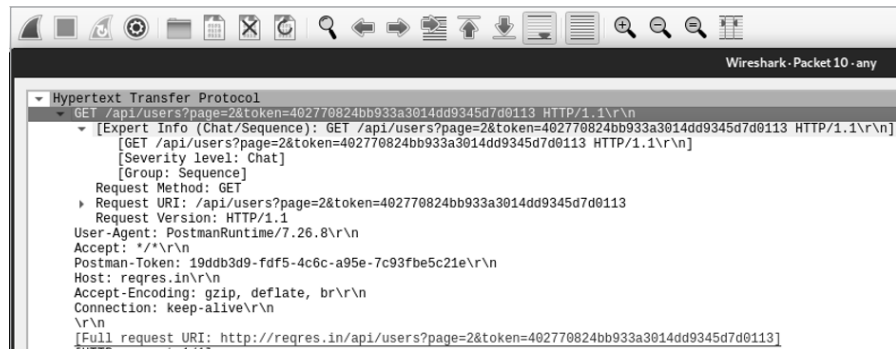 Wireshark · Packet 10 · any
Hypertext Transfer Protocol
GET /api/users?page=2&token=402770824bb933a3014dd9345d7d0113 HTTP/1.1\r\n
[Expert Info (Chat/Sequence): GET /api/users?page=2&token=402770824bb933a3014dd9345d7d0113 HTTP/1.1\r\n]
[GET /api/users?page=2&token=402770824bb933a3014dd9345d7d0113 HTTP/1.1\r\n]
[Severity level: Chat]
[Group: Sequence]
Request Method: GET
Request URI: /api/users?page=2&token=402770824bb933a3014dd9345d7d0113
Request Version: HTTP/1.1
User-Agent: PostmanRuntime/7.26.8\r\n
Accept: */*\r\n
Postman-Token: 19ddb3d9-fdf5-4c6c-a95e-7c93fbe5c21e\r\n
Host: reqres.in\r\n
Accept-Encoding: gzip, deflate, br\r\n
Connection: keep-alive\r\n
\r\n
[Full request URI: http://reqres.in/api/users?page=2&token=402770824bb933a3014dd9345d7d0113]